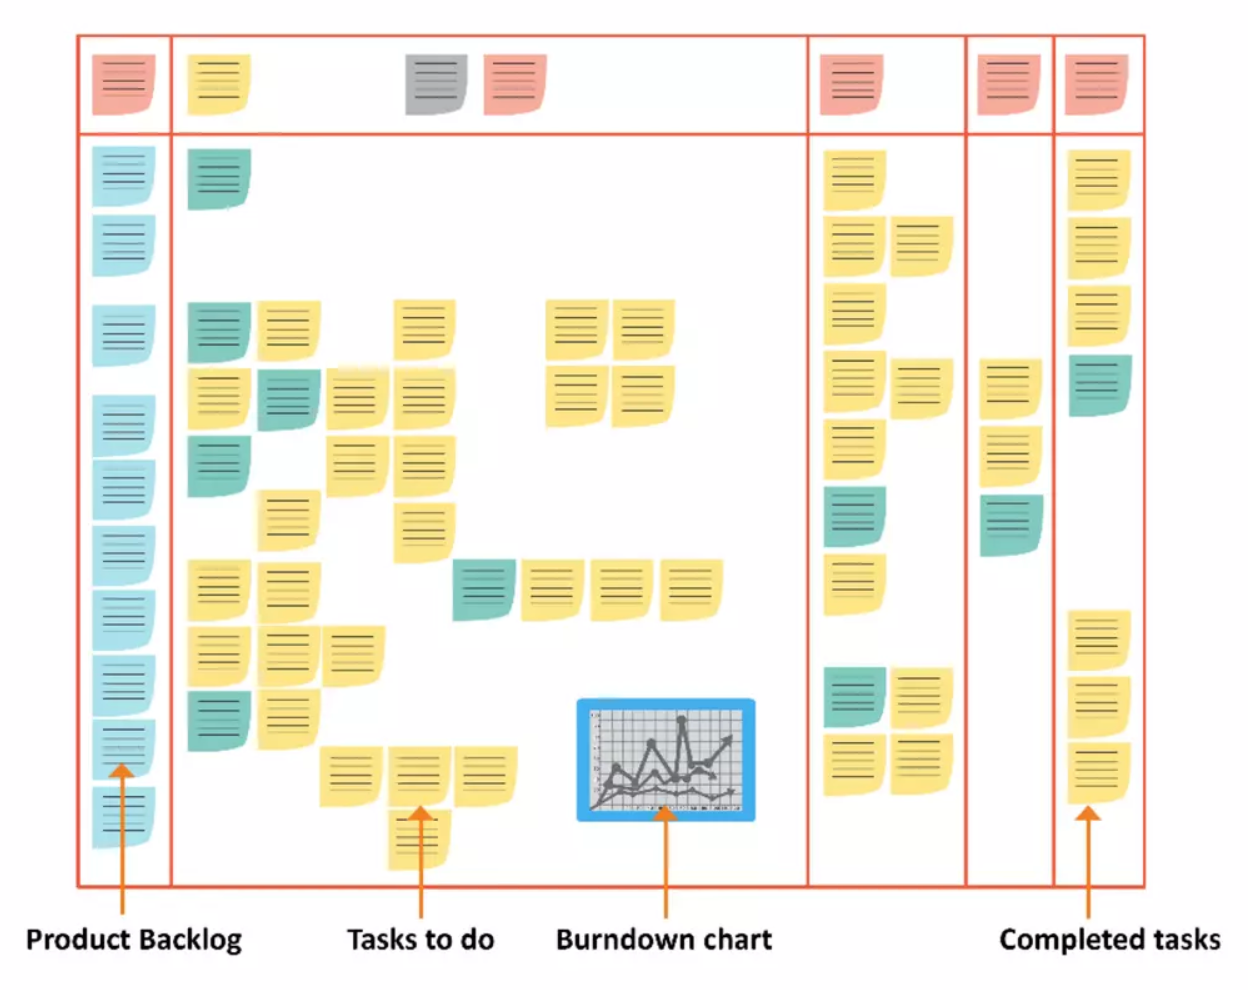 Product Backlog
Tasks to do
Burndown chart
Completed tasks